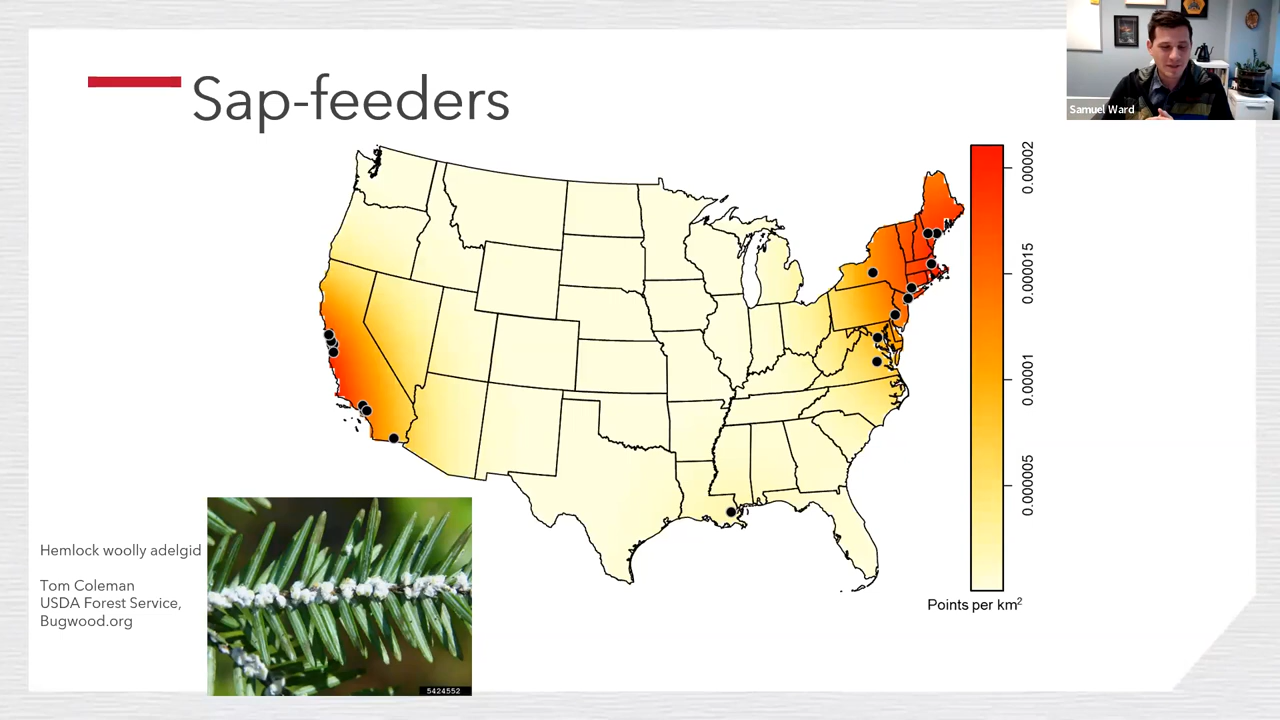 Sap-feeders
Samuel Ward
0.00002
0.000015
0.00001
0.000005
Points per km²
Hemlock woolly adelgid
Tom Coleman
USDA Forest Service,
Bugwood.org
5424552